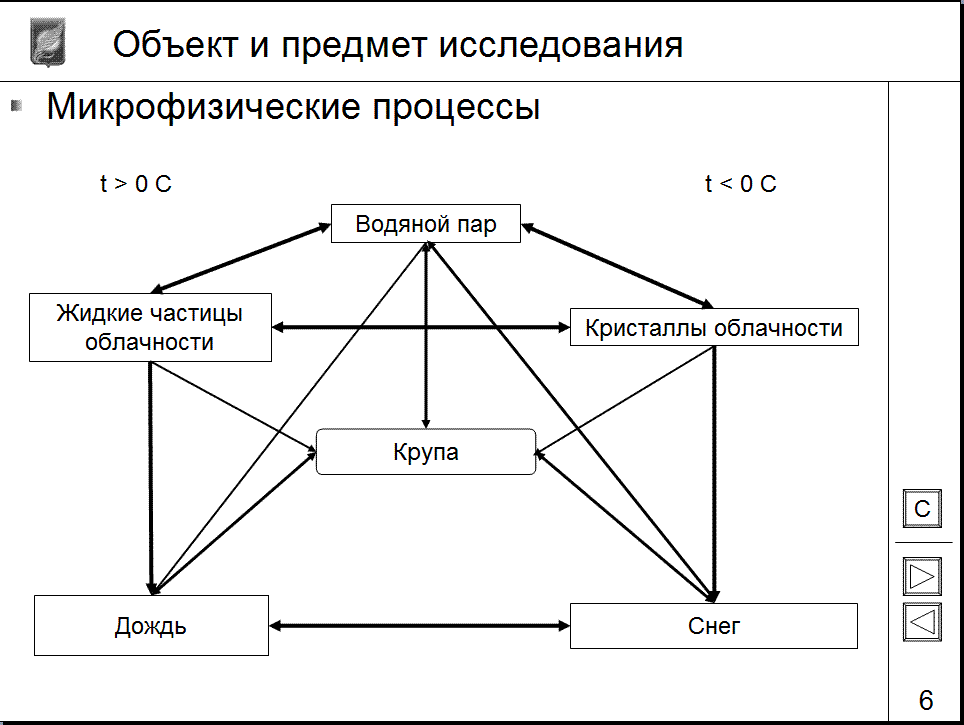 Объект и предмет исследования
Микрофизические процессы
t > 0 C
t < 0 C
Водяной пар
Жидкие частицы
облачности
Кристаллы облачности
Крупа
С
Дождь
Снег
6